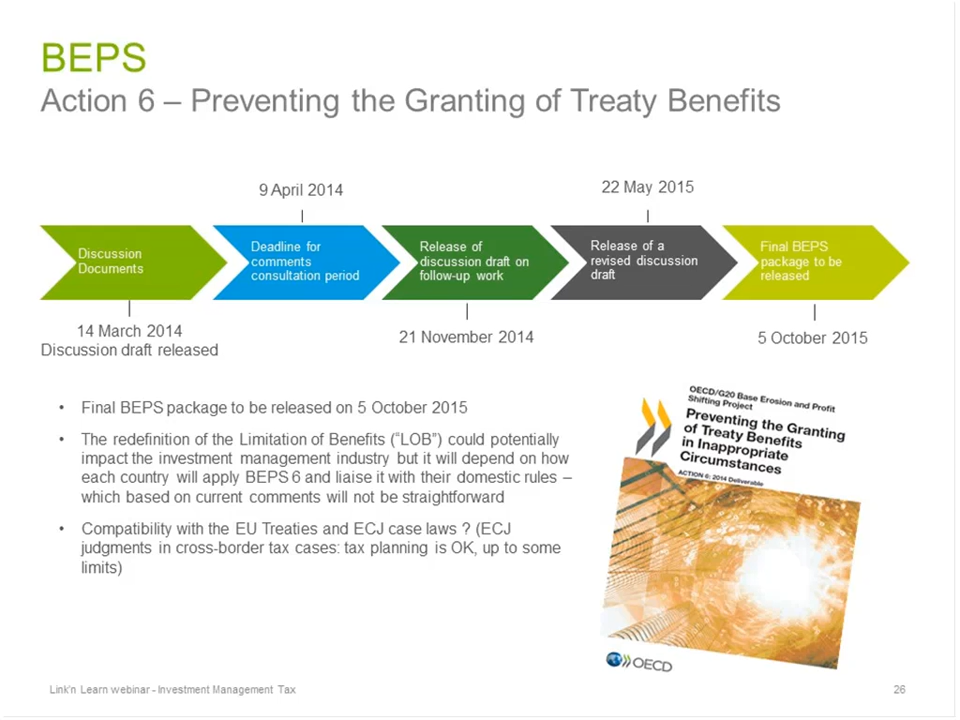 BEPS
Action 6 – Preventing the Granting of Treaty Benefits
9 April 2014
22 May 2015
Discussion
Documents
Deadline for
comments
consultation period
Release of
discussion draft on
follow-up work
Release of a
revised discussion
draft
Final BEPS
package to be
released
14 March 2014
Discussion draft released
21 November 2014
5 October 2015
• Final BEPS package to be released on 5 October 2015
• The redefinition of the Limitation of Benefits (“LOB”) could potentially
impact the investment management industry but it will depend on how
each country will apply BEPS 6 and liaise it with their domestic rules –
which based on current comments will not be straightforward
• Compatibility with the EU Treaties and ECJ case laws ? (ECJ
judgments in cross-border tax cases: tax planning is OK, up to some
limits)
OECD/G20 Base Erosion and Profit
Shifting Project
Preventing the Granting
of Treaty Benefits
in Inappropriate
Circumstances
ACTION 6: 2014 Deliverable
OECD
Link'n Learn webinar - Investment Management Tax
26